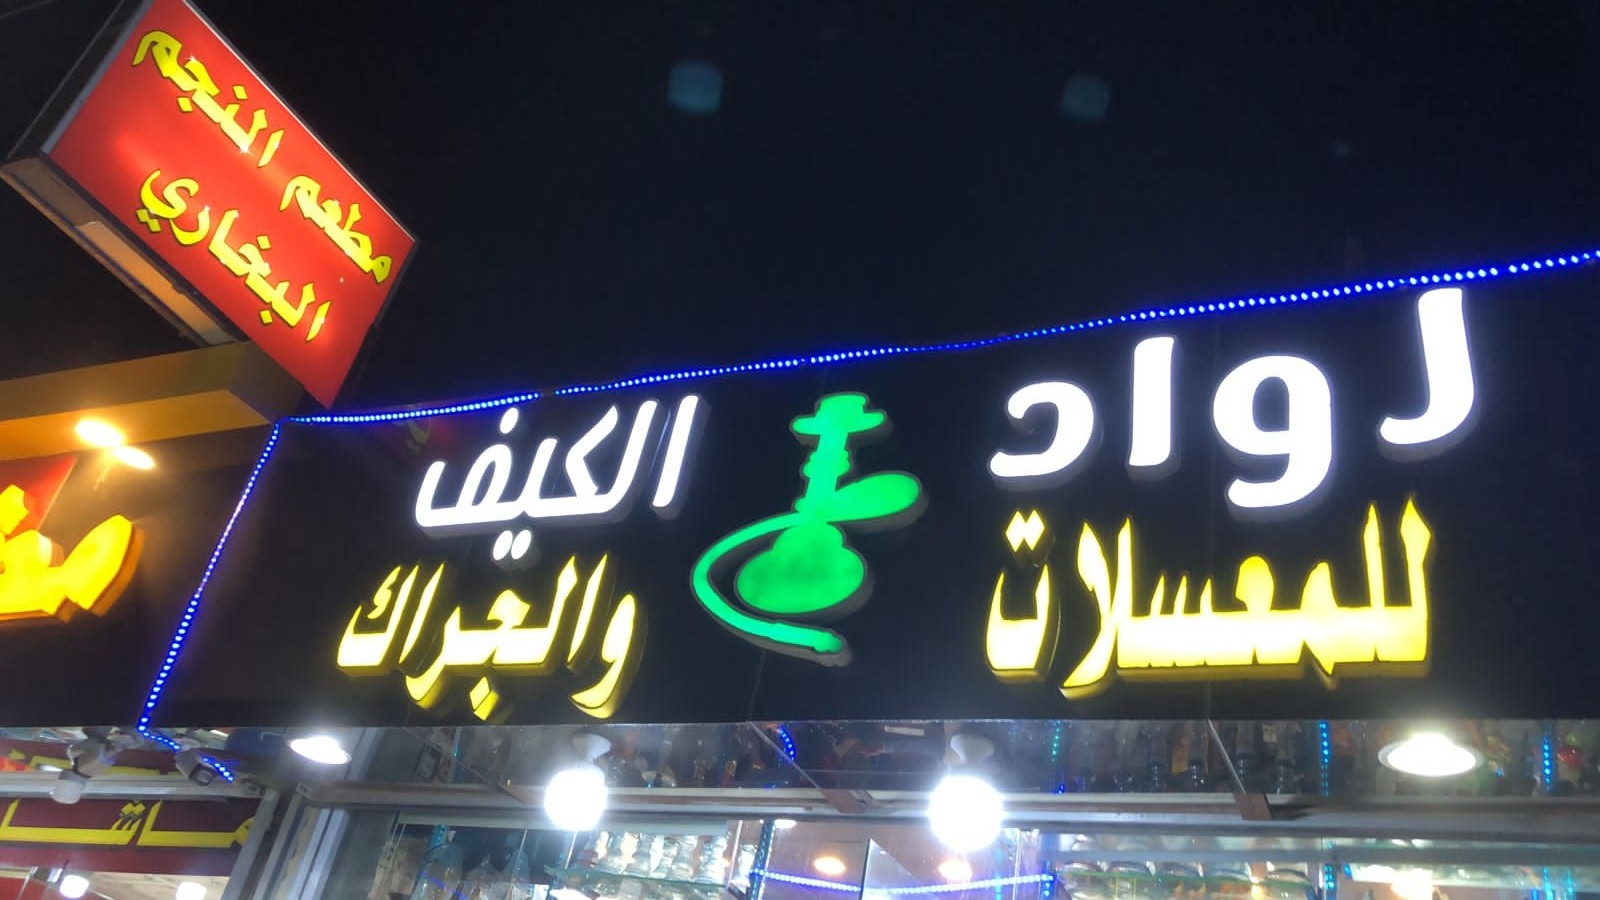 مطعم النجم
البخاري
رواد الكيف
للمعسلات والجراك